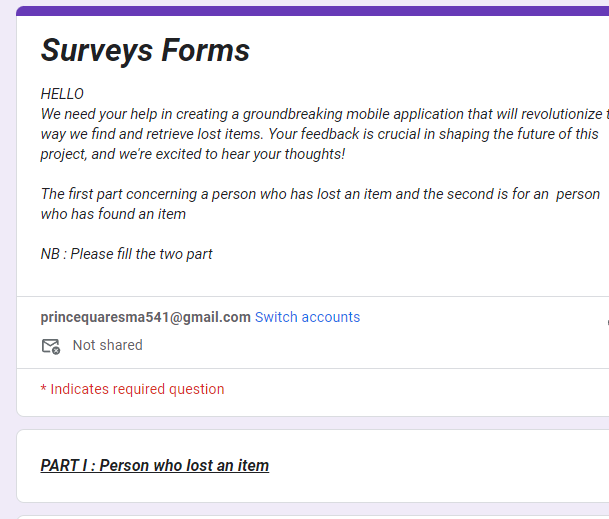 Surveys Forms
HELLO
We need your help in creating a groundbreaking mobile application that will revolutionize
way we find and retrieve lost items. Your feedback is crucial in shaping the future of this
project, and we're excited to hear your thoughts!
The first part concerning a person who has lost an item and the second is for an person
who has found an item
NB : Please fill the two part
princequaresma541@gmail.com Switch accounts
Not shared
* Indicates required question
PART I : Person who lost an item